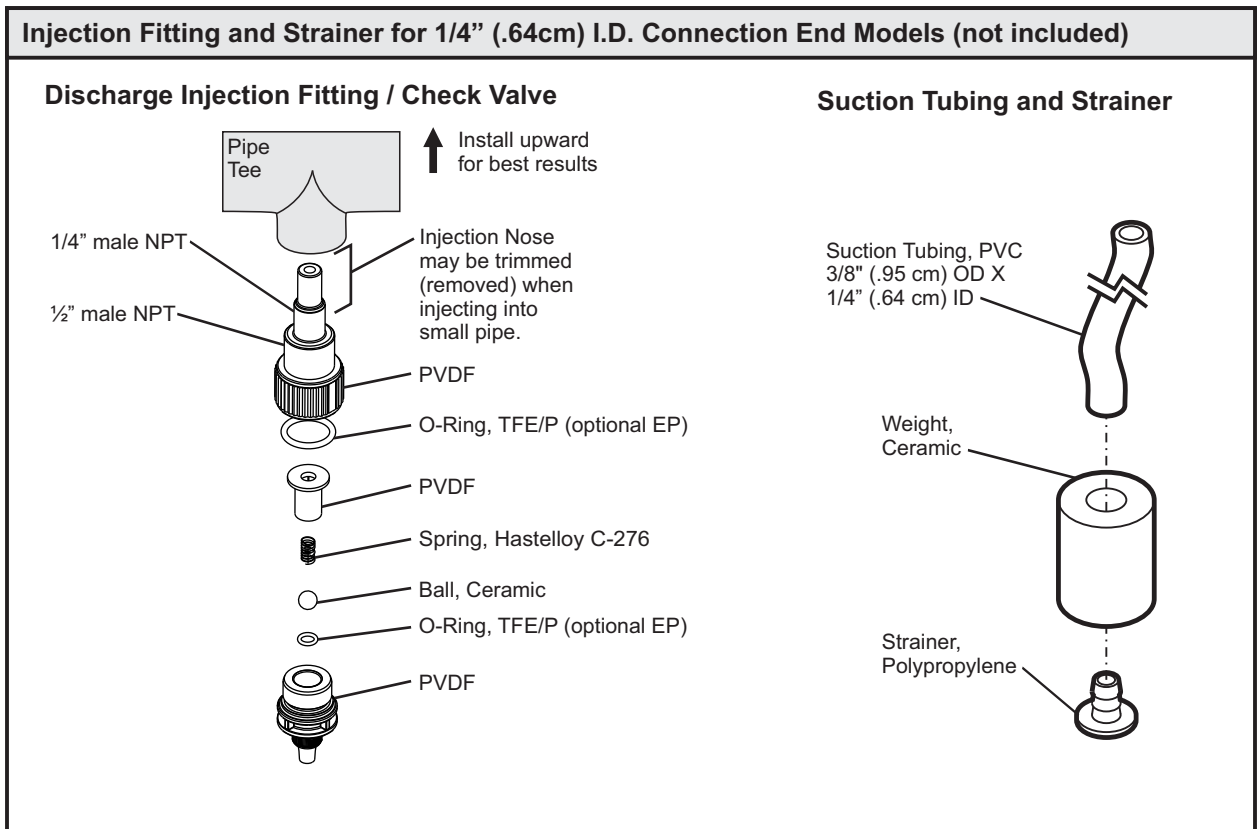 Injection Fitting and Strainer for 1/4” (.64cm) I.D. Connection End Models (not included)
Discharge Injection Fitting / Check Valve
Pipe
Tee
Install upward
for best results
1/4” male NPT
½” male NPT
Injection Nose
may be trimmed
(removed) when
injecting into
small pipe.
PVDF
O-Ring, TFE/P (optional EP)
PVDF
Spring, Hastelloy C-276
Ball, Ceramic
O-Ring, TFE/P (optional EP)
PVDF
Suction Tubing and Strainer
Suction Tubing, PVC
3/8" (.95 cm) OD X
1/4” (.64 cm) ID
Weight,
Ceramic
Strainer,
Polypropylene